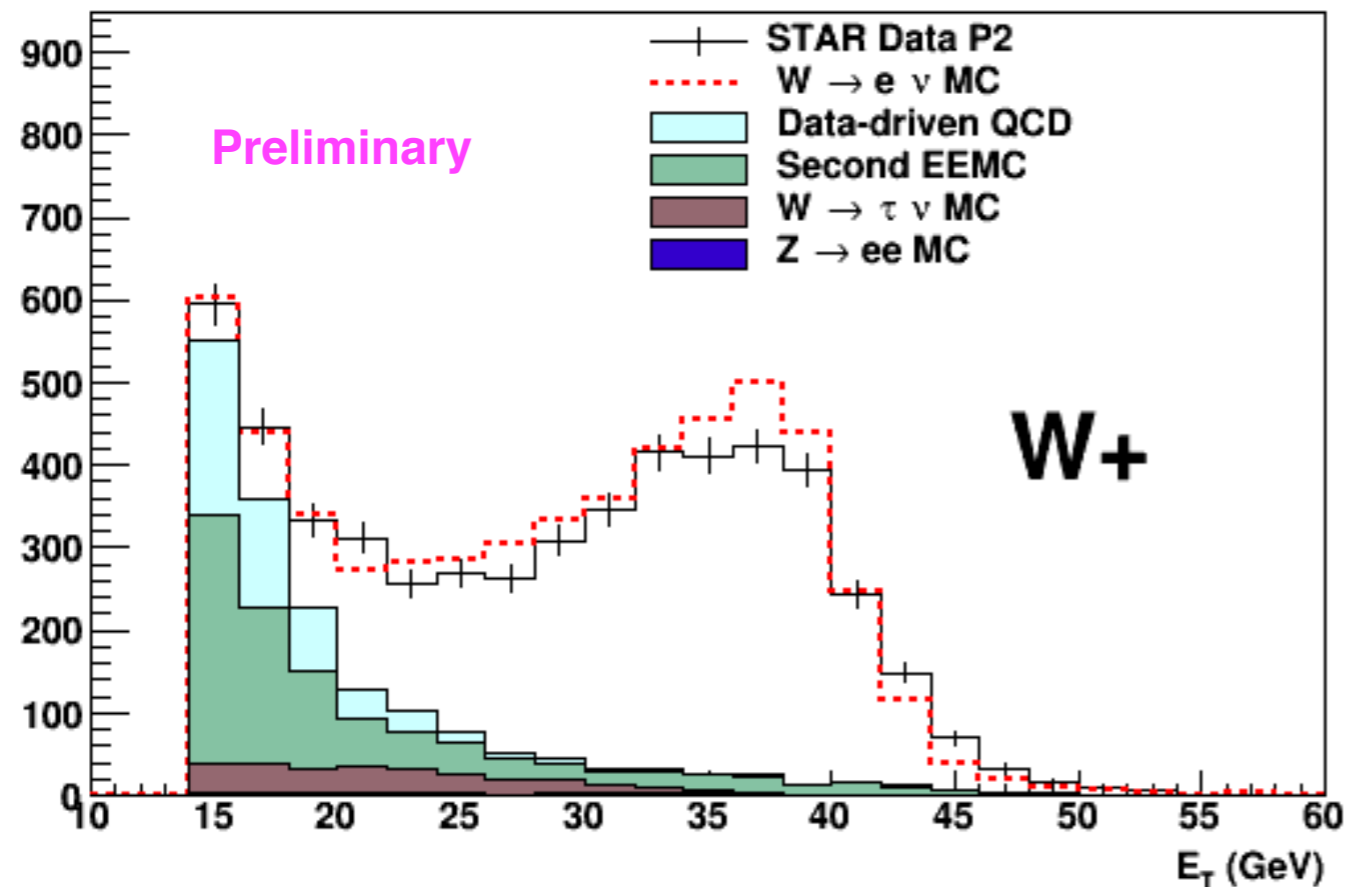 900
800
700
600
500
400
300
200
100
0
10 15 20 25 30 35 40 45 50 55 60
E_T (GeV)
Preliminary
STAR Data P2
W → e ν MC
Data-driven QCD
Second EEMC
W → τ ν MC
Z → ee MC
W+